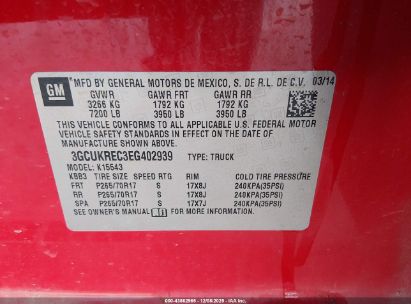 GM
MFD BY GENERAL MOTORS DE MEXICO, S. DE R.L. DE C.V. 03/14
GVWR GAWR FRT GAWR RR
3266 KG 1792 KG 1792 KG
7200 LB 3950 LB 3950 LB
THIS VEHICLE CONFORMS TO ALL APPLICABLE U.S. FEDERAL MOTOR
VEHICLE SAFETY AND THEFT PREVENTION STANDARDS IN EFFECT ON THE DATE OF
MANUFACTURE SHOWN ABOVE.
3GCUKREC3EG402939 TYPE: TRUCK
MODEL: K15543
TIRE SIZE SPEED RTG RIM COLD TIRE PRESSURE
FRT P265/70R17 S 17X8J 240KPA(35PSI)
RR P265/70R17 S 17X8J 240KPA(35PSI)
SPA P265/70R17 S 17X7J 240KPA(35PSI)
SEE OWNER'S MANUAL FOR ADDITIONAL INFORMATION.